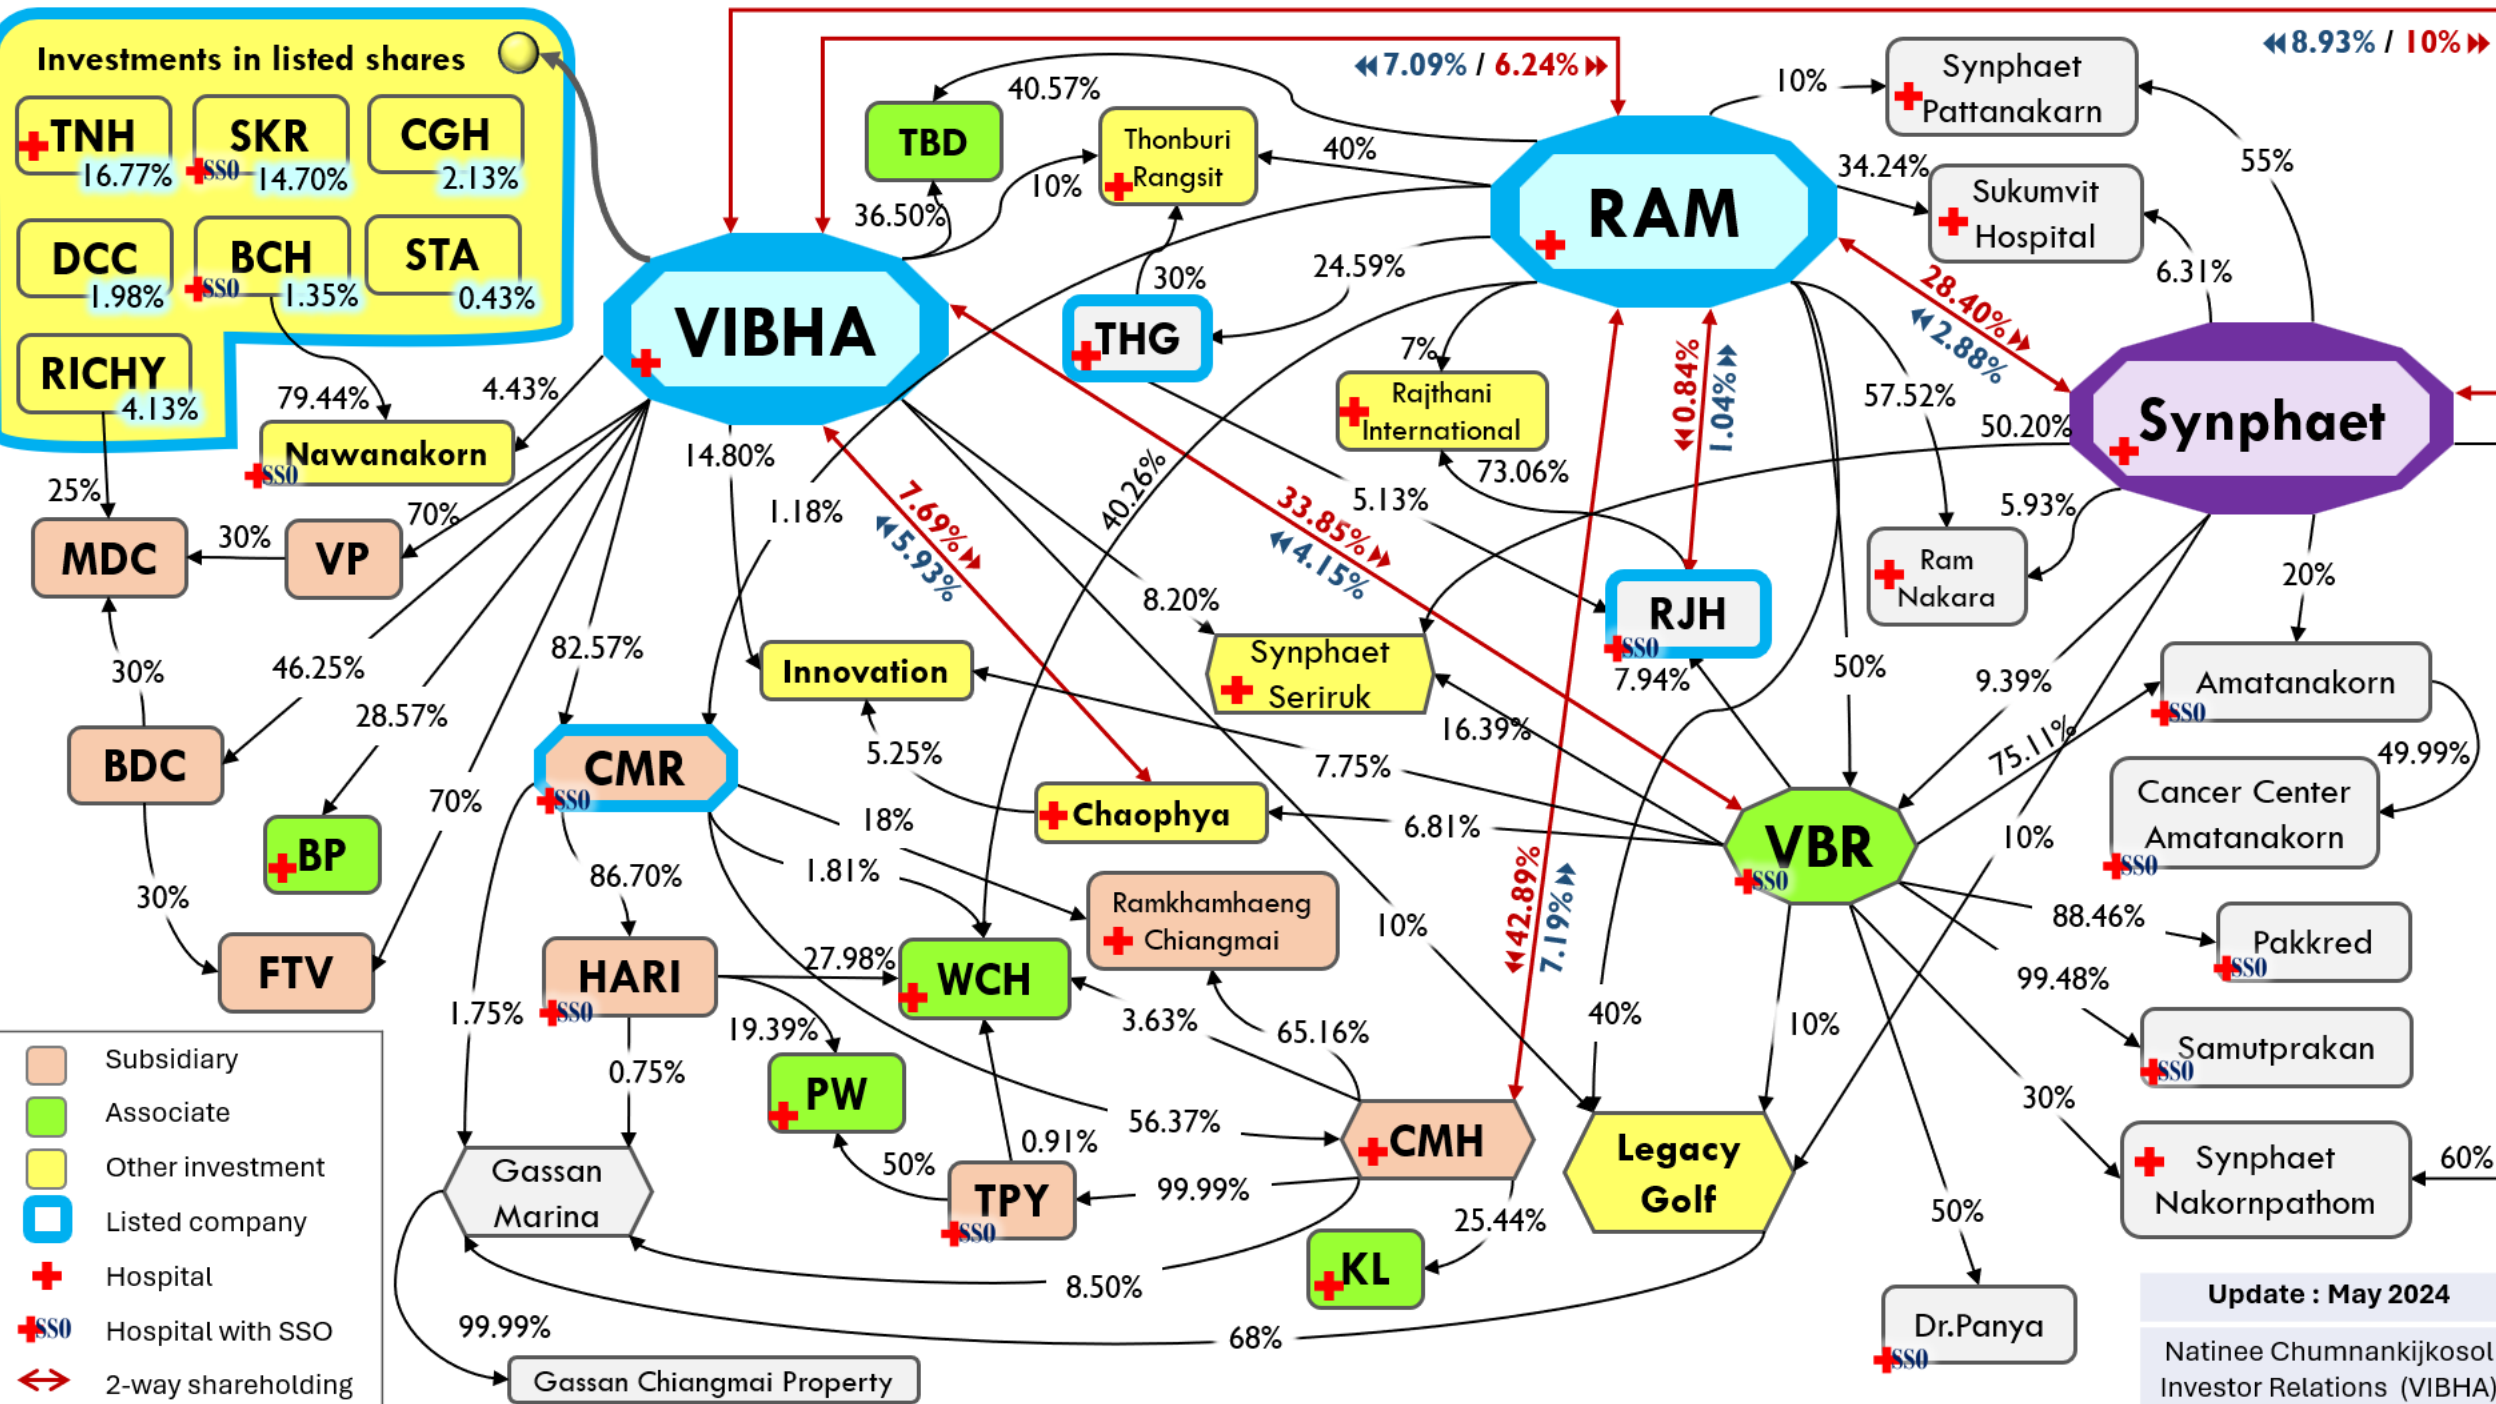 Investments in listed shares
TNH
16.77%
SKR
SSO
14.70%
CGH
2.13%
DCC
1.98%
BCH
SSO
1.35%
STA
0.43%
RICHY
4.13%
79.44%
4.43%
Nawanakorn
SSO
25%
MDC
30%
VP
70%
30%
46.25%
28.57%
BDC
70%
82.57%
BP
30%
FTV
VIBHA
14.80%
1.18%
36.50%
10%
40.57%
TBD
Thonburi
Rangsit
40%
30%
THG
24.59%
◂◂7.09% / 6.24%▸▸
RAM
10%
Synphaet
Pattanakarn
◂◂8.93% / 10%▸▸
34.24%
Sukumvit
Hospital
55%
6.31%
28.40%▸▸
◂◂2.88%
Synphaet
50.20%
7%
Rajthani
International
73.06%
◂◂0.84%
1.04%▸▸
57.52%
5.93%
Ram
Nakara
20%
40.26%
5.13%
7.69%▸▸
◂◂5.93%
33.85%▸▸
◂◂4.15%
8.20%
RJH
SSO
7.94%
50%
9.39%
Amatanakorn
SSO
75.11%
49.99%
Cancer Center
Amatanakorn
SSO
10%
Innovation
Synphaet
Seriruk
16.39%
5.25%
7.75%
CMR
SSO
18%
Chaophya
6.81%
VBR
SSO
86.70%
1.81%
Ramkhamhaeng
Chiangmai
10%
◂◂42.89%
7.19%▸▸
88.46%
Pakkred
SSO
99.48%
Samutprakan
SSO
HARI
SSO
27.98%
WCH
3.63%
65.16%
40%
10%
30%
1.75%
0.75%
19.39%
PW
0.91%
56.37%
CMH
Legacy
Golf
Synphaet
Nakornpathom
60%
50%
50%
TPY
SSO
99.99%
25.44%
KL
Gassan
Marina
8.50%
68%
99.99%
Gassan Chiangmai Property
Dr.Panya
SSO
Subsidiary
Associate
Other investment
Listed company
Hospital
SSO
Hospital with SSO
2-way shareholding
Update : May 2024
Natinee Chumnankijkosol
Investor Relations (VIBHA)